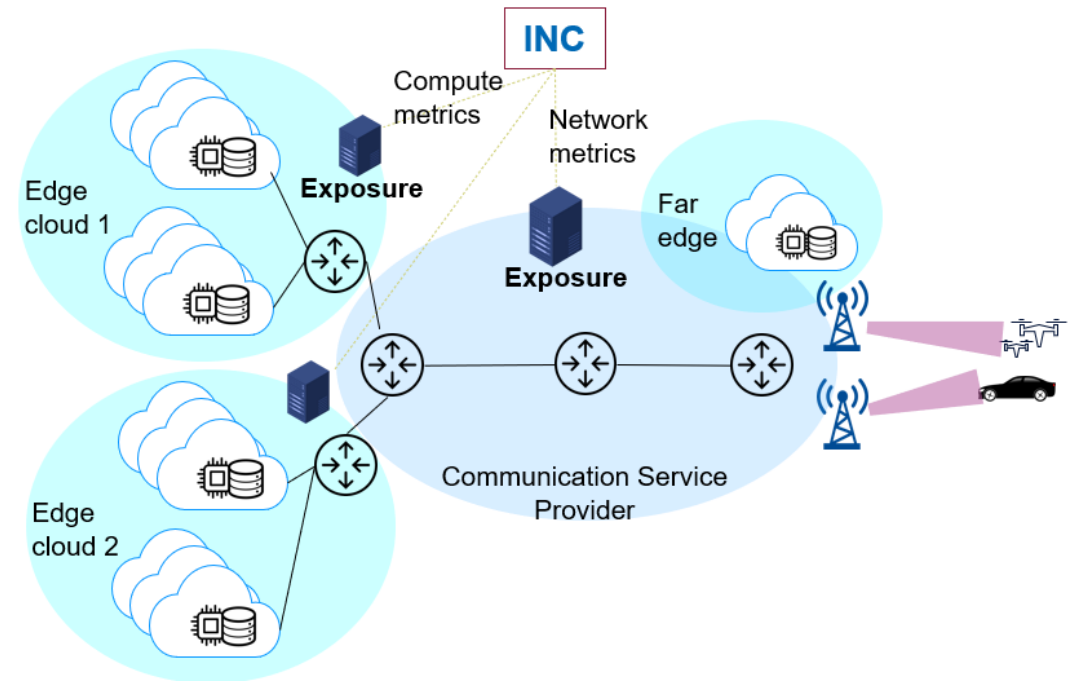 INC
Compute
metrics
Network
metrics
Exposure
Edge
cloud 1
Far
edge
Exposure
Communication Service
Provider
Edge
cloud 2